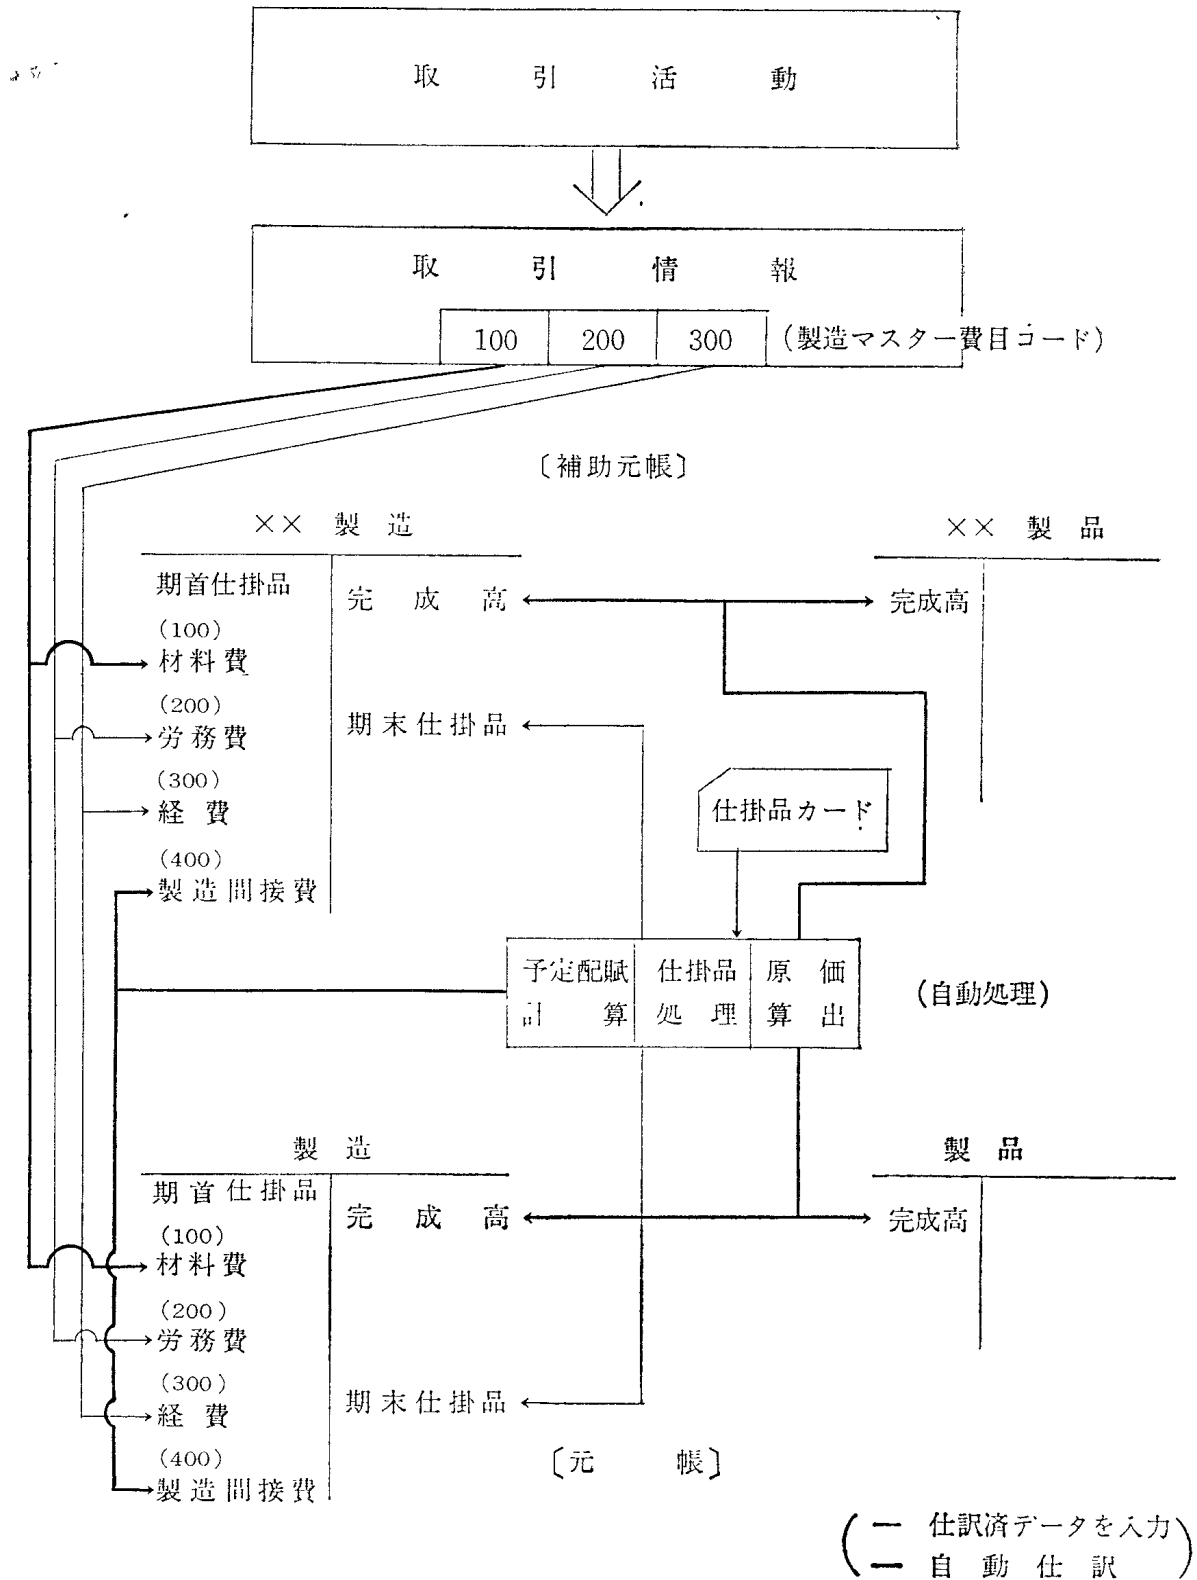 取引活動
取引情報
100 200 300 (製造マスター費目コード)
〔補助元帳〕
×× 製造
×× 製品
期首仕掛品
完成高
完成高
(100)
材料費
(200)
労務費
期末仕掛品
(300)
経費
仕掛品カード
(400)
製造間接費
予定配賦計算
仕掛品処理
原価算出
(自動処理)
製造
製品
期首仕掛品
完成高
完成高
(100)
材料費
(200)
労務費
(300)
経費
期末仕掛品
(400)
製造間接費
〔元帳〕
(― 仕訳済データを入力
― 自動仕訳)